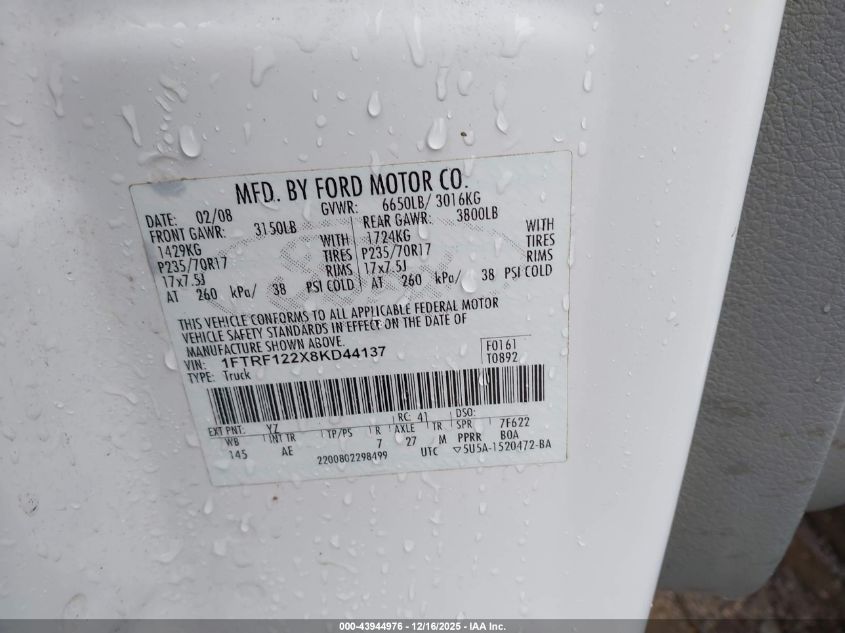 MFD. BY FORD MOTOR CO.
DATE: 02/08 GVWR: 6650LB/ 3016KG
FRONT GAWR: 3150LB REAR GAWR: 3800LB
1429KG WITH 1724KG WITH
P235/70R17 TIRES P235/70R17 TIRES
17x7.5J RIMS 17x7.5J RIMS
AT 260 kPa/ 38 PSI COLD AT 260 kPa/ 38 PSI COLD
THIS VEHICLE CONFORMS TO ALL APPLICABLE FEDERAL MOTOR
VEHICLE SAFETY STANDARDS IN EFFECT ON THE DATE OF
MANUFACTURE SHOWN ABOVE.
VIN: 1FTRF122X8KD44137 F0161
TYPE: Truck T0892
EXT PNT: YZ RC: 41 DSO:
WB INT TR TP/PS R AXLE TR SPR 7F622
145 AE 7 27 M PPRR BOA
2200802298499 UTC ▽5U5A-1520472-BA
000-43944976 - 12/16/2025 - IAA Inc.